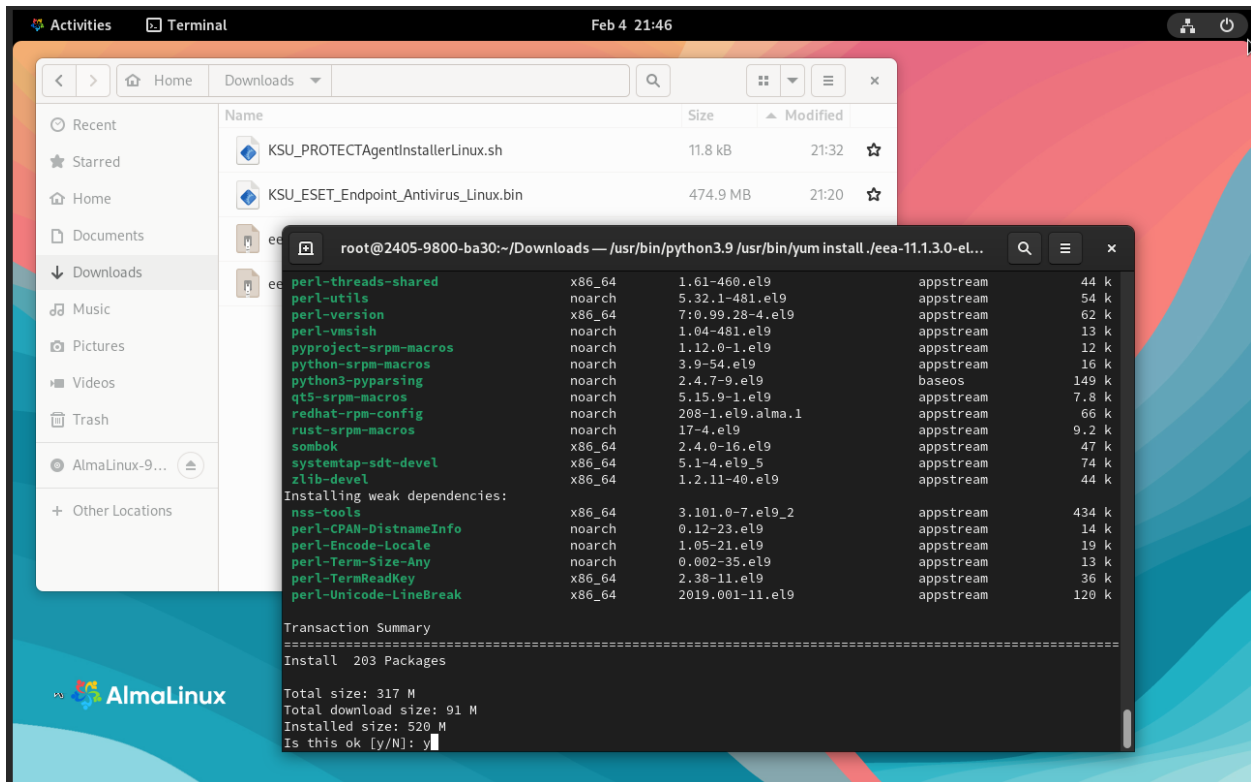 Activities Terminal Feb 4 21:46
Home Downloads
Name Size Modified
Recent
Starred
Home
Documents
Downloads
Music
Pictures
Videos
Trash
AlmaLinux-9...
+ Other Locations
KSU_PROTECTAgentInstallerLinux.sh 11.8 kB 21:32
KSU_ESET_Endpoint_Antivirus_Linux.bin 474.9 MB 21:20
ee
ee
root@2405-9800-ba30:~/Downloads — /usr/bin/python3.9 /usr/bin/yum install ./eea-11.1.3.0-el...
perl-threads-shared x86_64 1.61-460.el9 appstream 44 k
perl-utils noarch 5.32.1-481.el9 appstream 54 k
perl-version x86_64 7:0.99.28-4.el9 appstream 62 k
perl-vmsish noarch 1.04-481.el9 appstream 13 k
pyproject-srpm-macros noarch 1.12.0-1.el9 appstream 12 k
python-srpm-macros noarch 3.9-54.el9 appstream 16 k
python3-pyparsing noarch 2.4.7-9.el9 baseos 149 k
qt5-srpm-macros noarch 5.15.9-1.el9 appstream 7.8 k
redhat-rpm-config noarch 208-1.el9.alma.1 appstream 66 k
rust-srpm-macros noarch 17-4.el9 appstream 9.2 k
sombok x86_64 2.4.0-16.el9 appstream 47 k
systemtap-sdt-devel x86_64 5.1-4.el9_5 appstream 74 k
zlib-devel x86_64 1.2.11-40.el9 appstream 44 k
Installing weak dependencies:
nss-tools x86_64 3.101.0-7.el9_2 appstream 434 k
perl-CPAN-DistnameInfo noarch 0.12-23.el9 appstream 14 k
perl-Encode-Locale noarch 1.05-21.el9 appstream 19 k
perl-Term-Size-Any noarch 0.002-35.el9 appstream 13 k
perl-TermReadKey x86_64 2.38-11.el9 appstream 36 k
perl-Unicode-LineBreak x86_64 2019.001-11.el9 appstream 120 k
Transaction Summary
================================================================================
Install 203 Packages
Total size: 317 M
Total download size: 91 M
Installed size: 520 M
Is this ok [y/N]: y
AlmaLinux